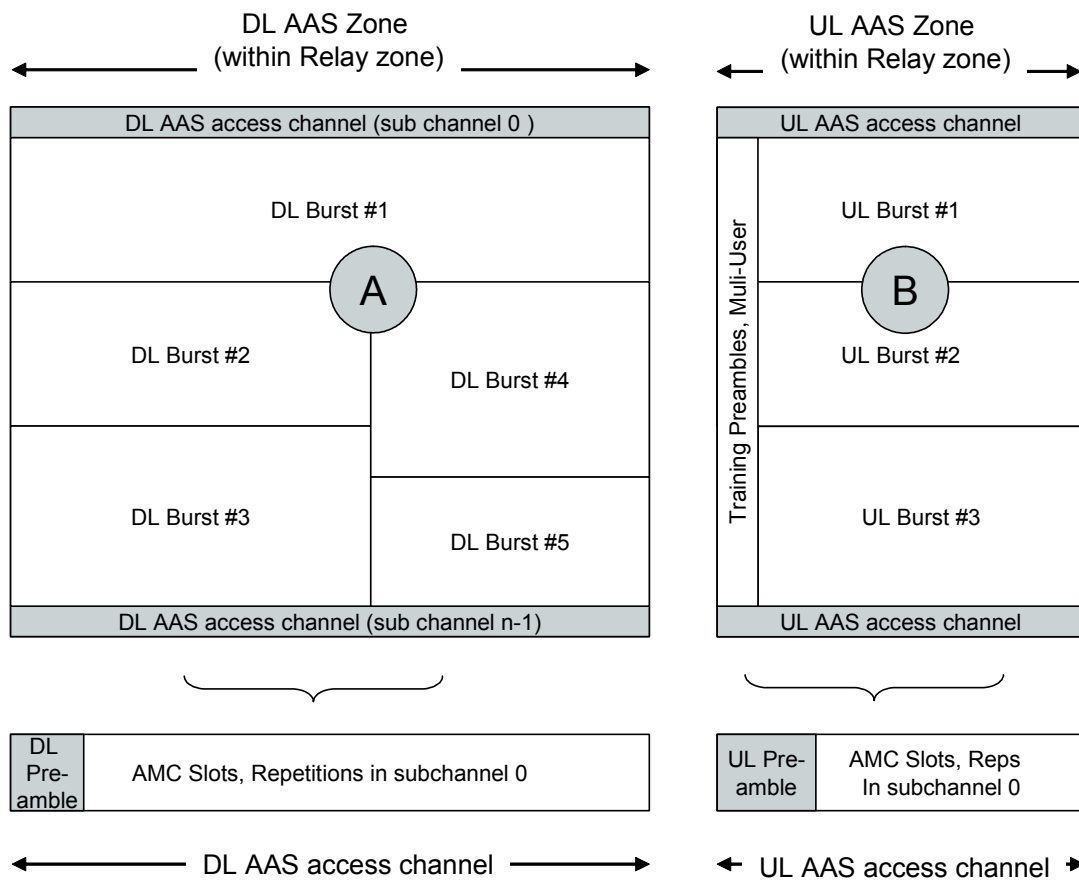 DL AAS Zone
(within Relay zone)
UL AAS Zone
(within Relay zone)
DL AAS access channel (sub channel 0 )
DL Burst #1
A
DL Burst #2
DL Burst #4
DL Burst #3
DL Burst #5
DL AAS access channel (sub channel n-1)
UL AAS access channel
Training Preambles, Muli-User
UL Burst #1
B
UL Burst #2
UL Burst #3
UL AAS access channel
DL
Pre-
amble
AMC Slots, Repetitions in subchannel 0
UL Pre-
amble
AMC Slots, Reps
In subchannel 0
DL AAS access channel
UL AAS access channel